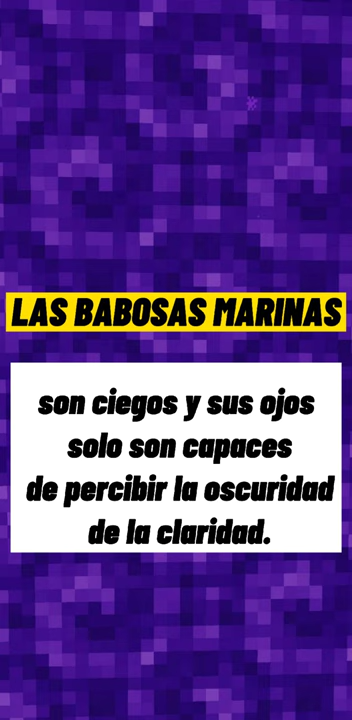 LAS BABOSAS MARINAS
son ciegos y sus ojos
solo son capaces
de percibir la oscuridad
de la claridad.